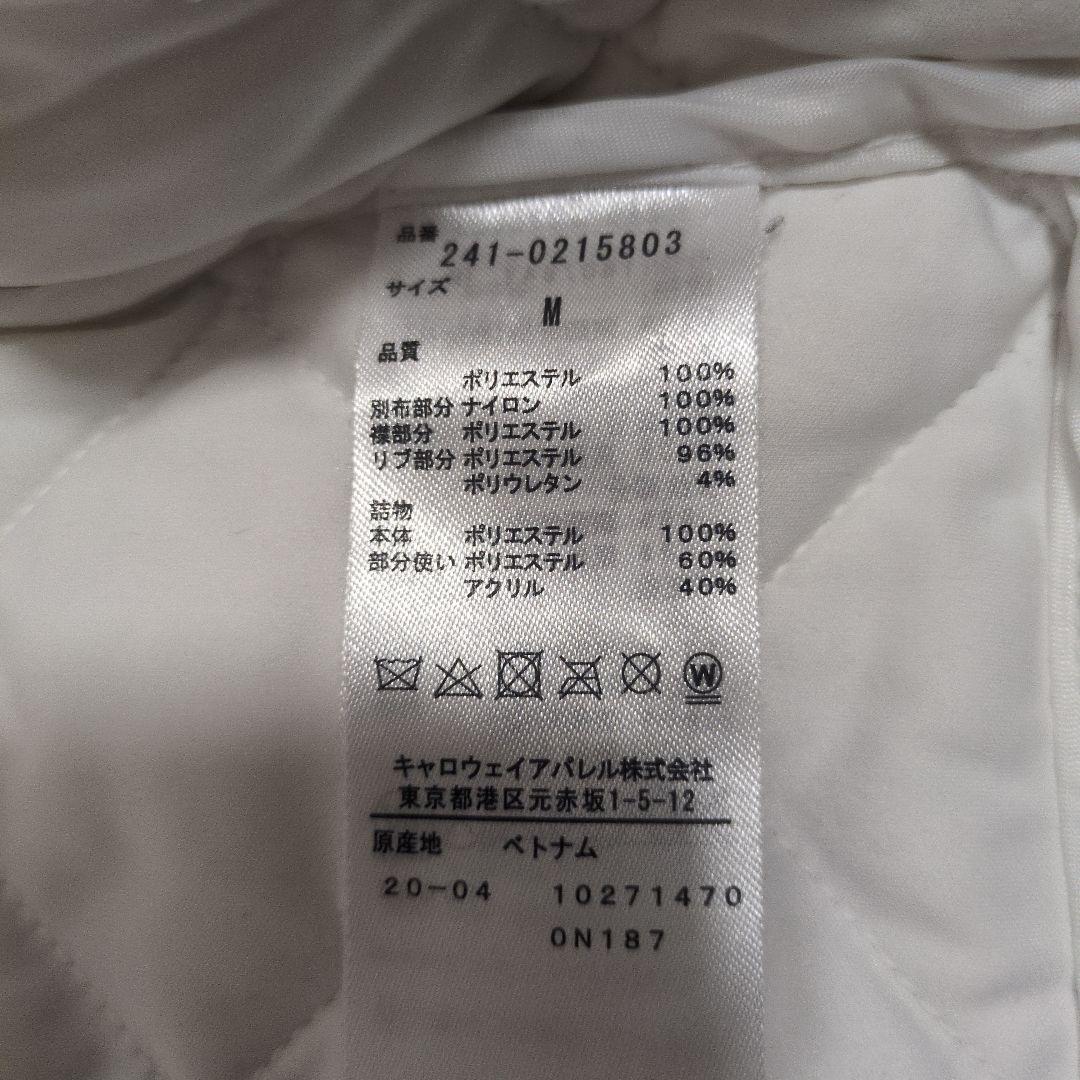 品番
241-0215803
サイズ
M
品質
ポリエステル 100%
別布部分 ナイロン 100%
襟部分 ポリエステル 100%
リブ部分 ポリエステル 96%
ポリウレタン 4%
詰物
本体 ポリエステル 100%
部分使い ポリエステル 60%
アクリル 40%
W
キャロウェイアパレル株式会社
東京都港区元赤坂1-5-12
原産地 ベトナム
20-04 102714700
0N187